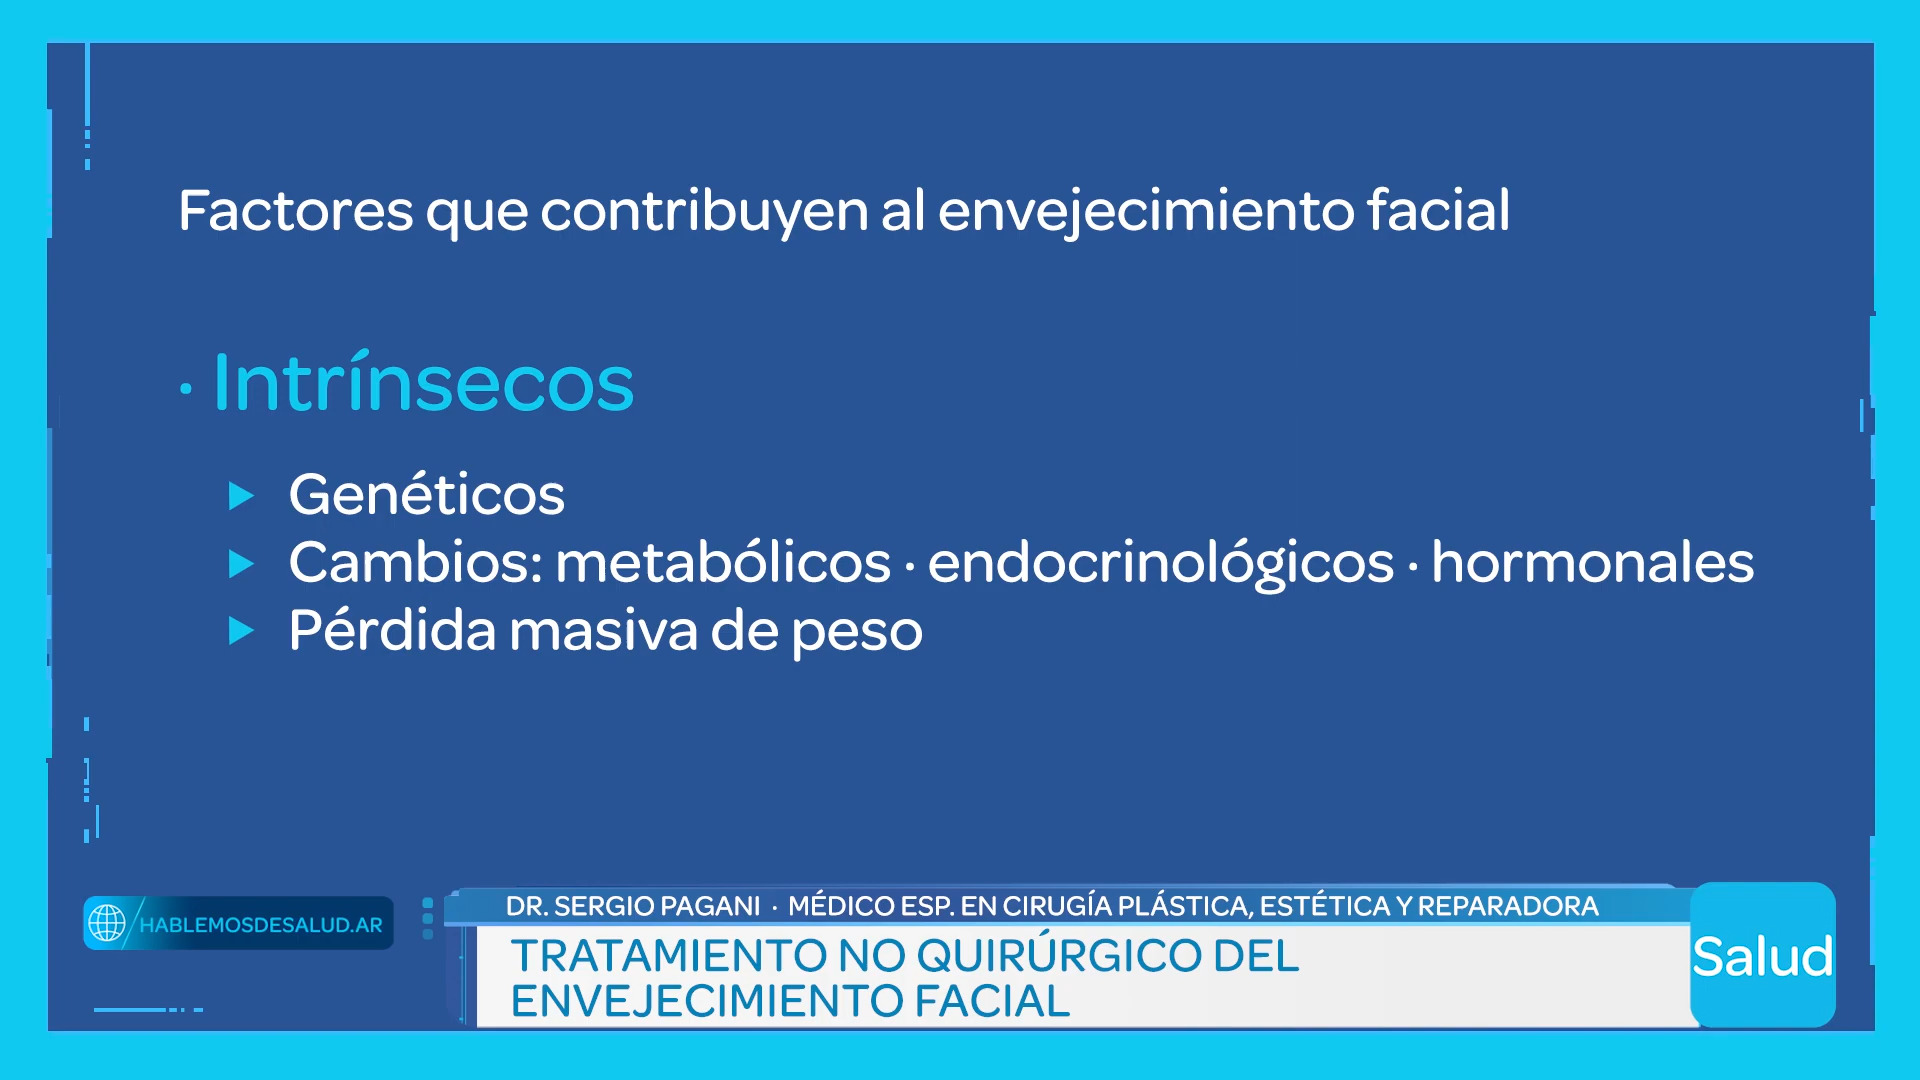 Factores que contribuyen al envejecimiento facial
· Intrínsecos
▶ Genéticos
▶ Cambios: metabólicos · endocrinológicos · hormonales
▶ Pérdida masiva de peso
HABLEMOSDESALUD.AR
DR. SERGIO PAGANI · MÉDICO ESP. EN CIRUGÍA PLÁSTICA, ESTÉTICA Y REPARADORA
TRATAMIENTO NO QUIRÚRGICO DEL
ENVEJECIMIENTO FACIAL
Salud